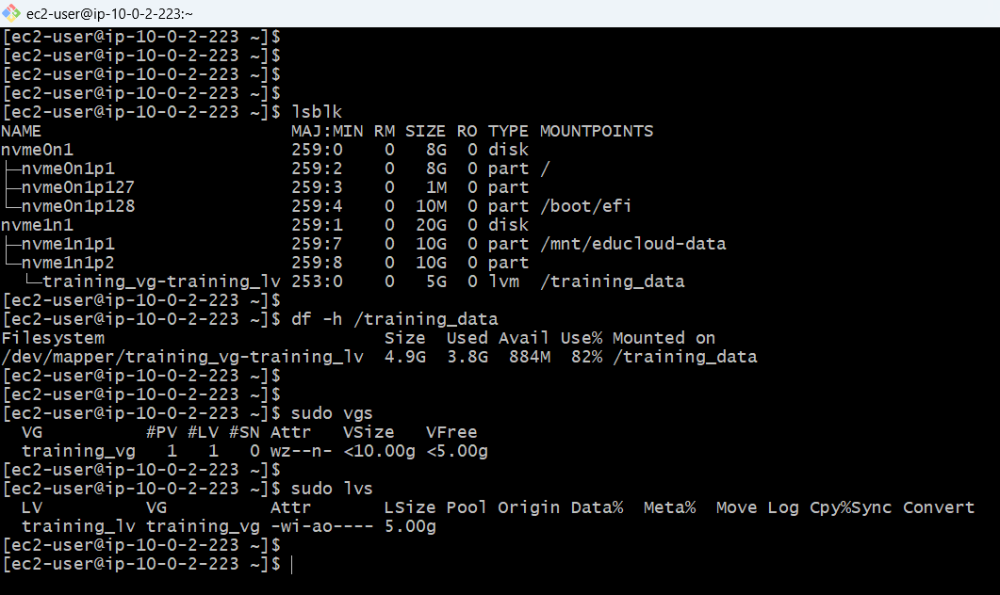 ec2-user@ip-10-0-2-223:~
[ec2-user@ip-10-0-2-223 ~]$
[ec2-user@ip-10-0-2-223 ~]$
[ec2-user@ip-10-0-2-223 ~]$
[ec2-user@ip-10-0-2-223 ~]$
[ec2-user@ip-10-0-2-223 ~]$ lsblk
NAME                        MAJ:MIN RM SIZE RO TYPE MOUNTPOINTS
nvme0n1                     259:0    0   8G  0 disk
├─nvme0n1p1                 259:2    0   8G  0 part /
├─nvme0n1p127               259:3    0   1M  0 part
└─nvme0n1p128               259:4    0  10M  0 part /boot/efi
nvme1n1                     259:1    0  20G  0 disk
├─nvme1n1p1                 259:7    0  10G  0 part /mnt/educloud-data
└─nvme1n1p2                 259:8    0  10G  0 part
  └─training_vg-training_lv 253:0    0   5G  0 lvm  /training_data
[ec2-user@ip-10-0-2-223 ~]$
[ec2-user@ip-10-0-2-223 ~]$ df -h /training_data
Filesystem                           Size  Used Avail Use% Mounted on
/dev/mapper/training_vg-training_lv  4.9G  3.8G  884M  82% /training_data
[ec2-user@ip-10-0-2-223 ~]$
[ec2-user@ip-10-0-2-223 ~]$
[ec2-user@ip-10-0-2-223 ~]$ sudo vgs
  VG          #PV #LV #SN Attr   VSize   VFree
  training_vg   1   1   0 wz--n- <10.00g <5.00g
[ec2-user@ip-10-0-2-223 ~]$
[ec2-user@ip-10-0-2-223 ~]$ sudo lvs
  LV          VG          Attr       LSize Pool Origin Data%  Meta%  Move Log Cpy%Sync Convert
  training_lv training_vg -wi-ao---- 5.00g
[ec2-user@ip-10-0-2-223 ~]$
[ec2-user@ip-10-0-2-223 ~]$